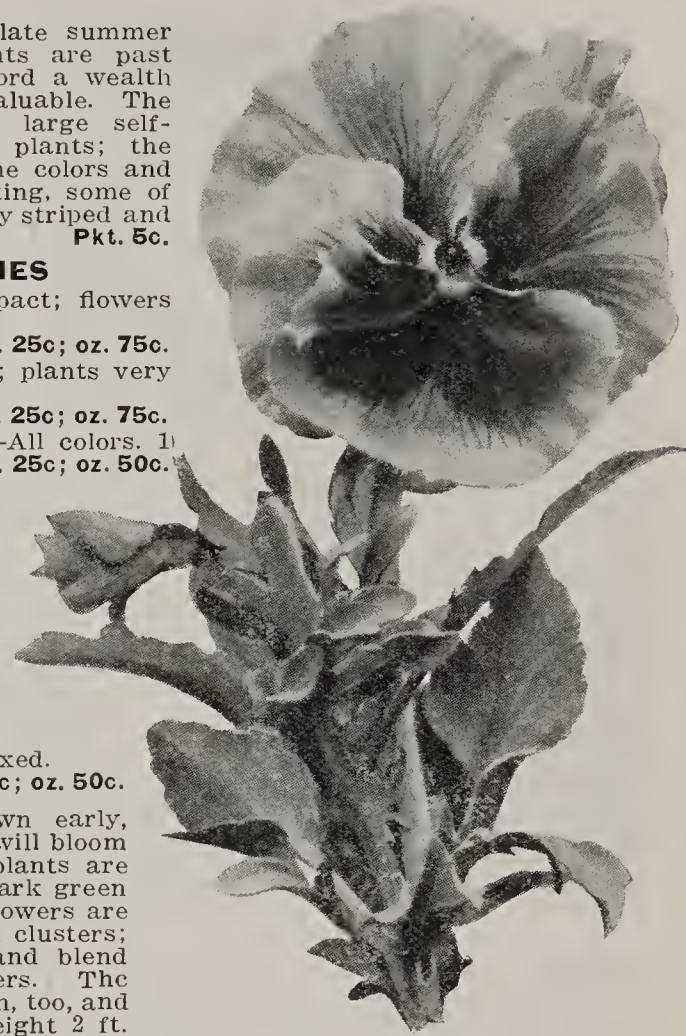 late summer
nts are past
ord a wealth
aluable. The
large self-
plants; the
ne colors and
king, some of
y striped and
Pkt. 5c.
IES
pact; flowers
. 25c; oz. 75c.
; plants very
. 25c; oz. 75c.
-All colors. 1
. 25c; oz. 50c.
xed.
c; oz. 50c.
wn early,
will bloom
plants are
ark green
owers are
clusters;
and blend
ers. The
n, too, and
eight 2 ft.